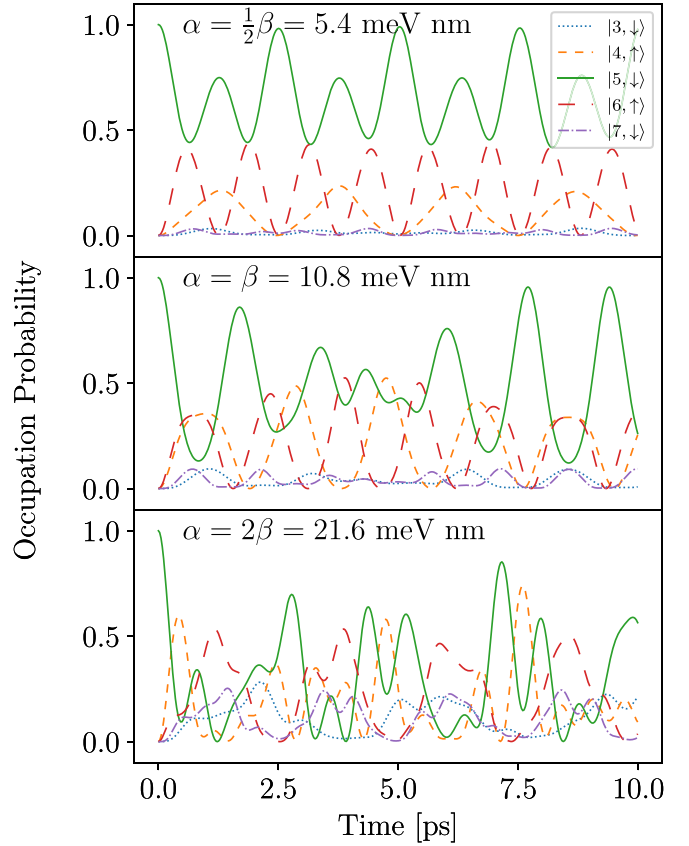 α = ½β = 5.4 meV nm
|3,↓⟩
|4,↑⟩
|5,↓⟩
|6,↑⟩
|7,↓⟩
1.0
0.5
0.0
α = β = 10.8 meV nm
1.0
0.5
0.0
α = 2β = 21.6 meV nm
1.0
0.5
0.0
Occupation Probability
0.0 2.5 5.0 7.5 10.0
Time [ps]